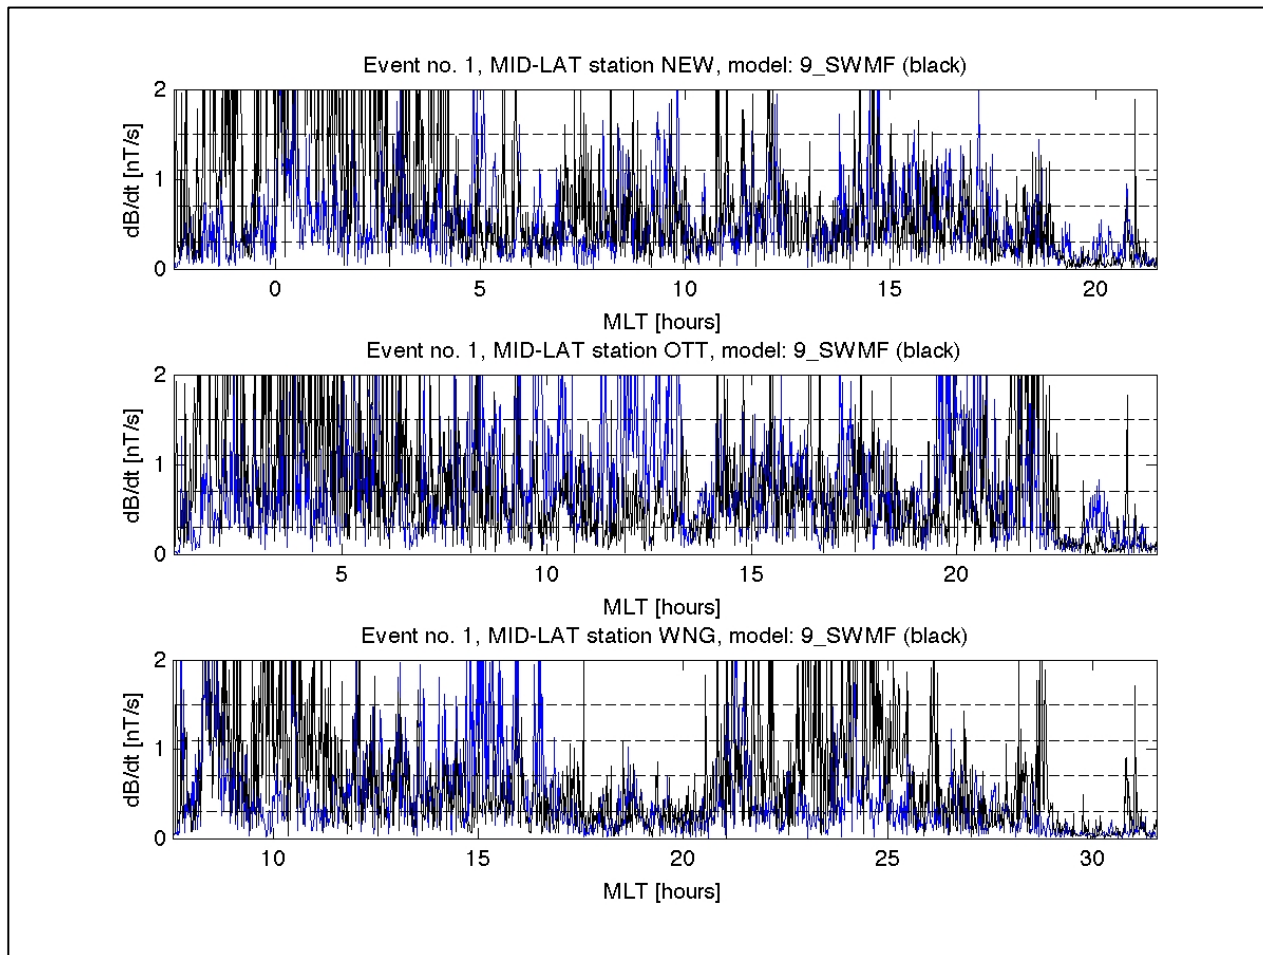 Event no. 1, MID-LAT station NEW, model: 9_SWMF (black)
2
1
0
dB/dt [nT/s]
0 5 10 15 20
MLT [hours]
Event no. 1, MID-LAT station OTT, model: 9_SWMF (black)
2
1
0
dB/dt [nT/s]
5 10 15 20
MLT [hours]
Event no. 1, MID-LAT station WNG, model: 9_SWMF (black)
2
1
0
dB/dt [nT/s]
10 15 20 25 30
MLT [hours]